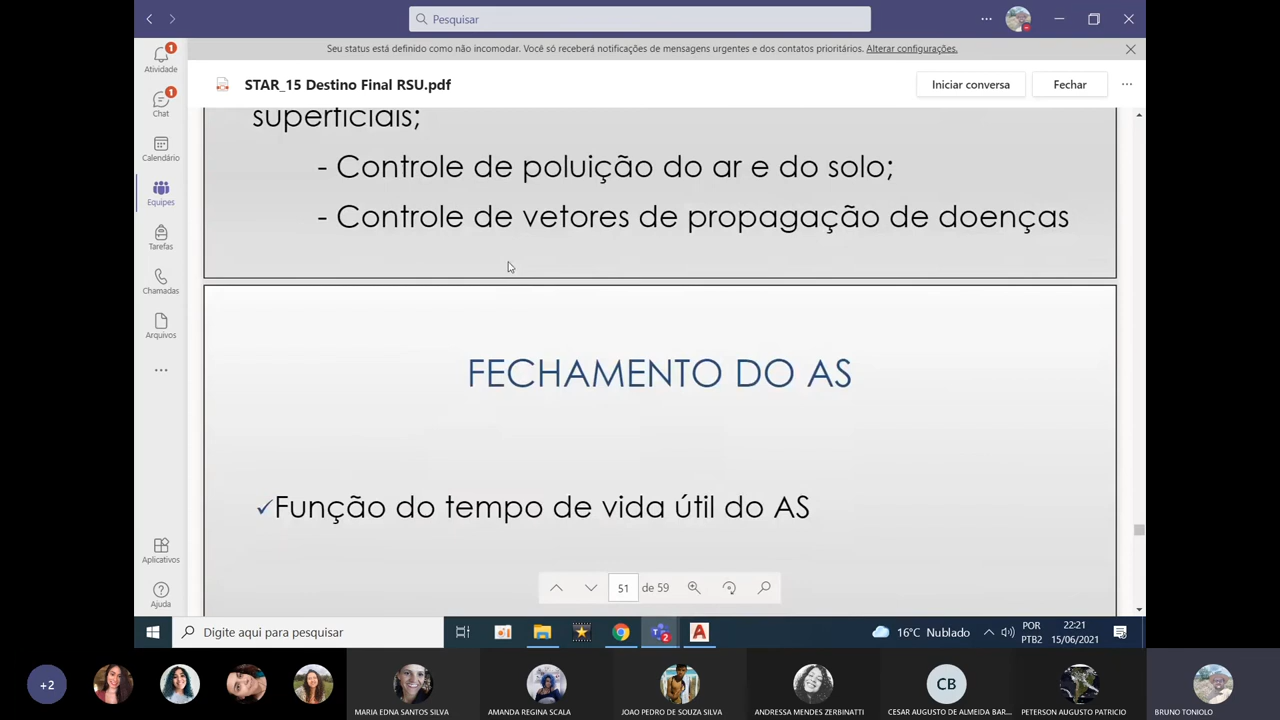 Pesquisar
Seu status está definido como não incomodar. Você só receberá notificações de mensagens urgentes e dos contatos prioritários. Alterar configurações.
Atividade
1
Chat
1
Calendário
Equipes
Tarefas
Chamadas
Arquivos
Aplicativos
Ajuda
STAR_15 Destino Final RSU.pdf
Iniciar conversa
Fechar
superficiais;
- Controle de poluição do ar e do solo;
- Controle de vetores de propagação de doenças
FECHAMENTO DO AS
✓Função do tempo de vida útil do AS
51 de 59
Digite aqui para pesquisar
2
16°C Nublado
POR
PTB2
22:21
15/06/2021
+2
MARIA EDNA SANTOS SILVA
AMANDA REGINA SCALA
JOAO PEDRO DE SOUZA SILVA
ANDRESSA MENDES ZERBINATTI
CB
CESAR AUGUSTO DE ALMEIDA BAR...
PETERSON AUGUSTO PATRICIO
BRUNO TONIOLO